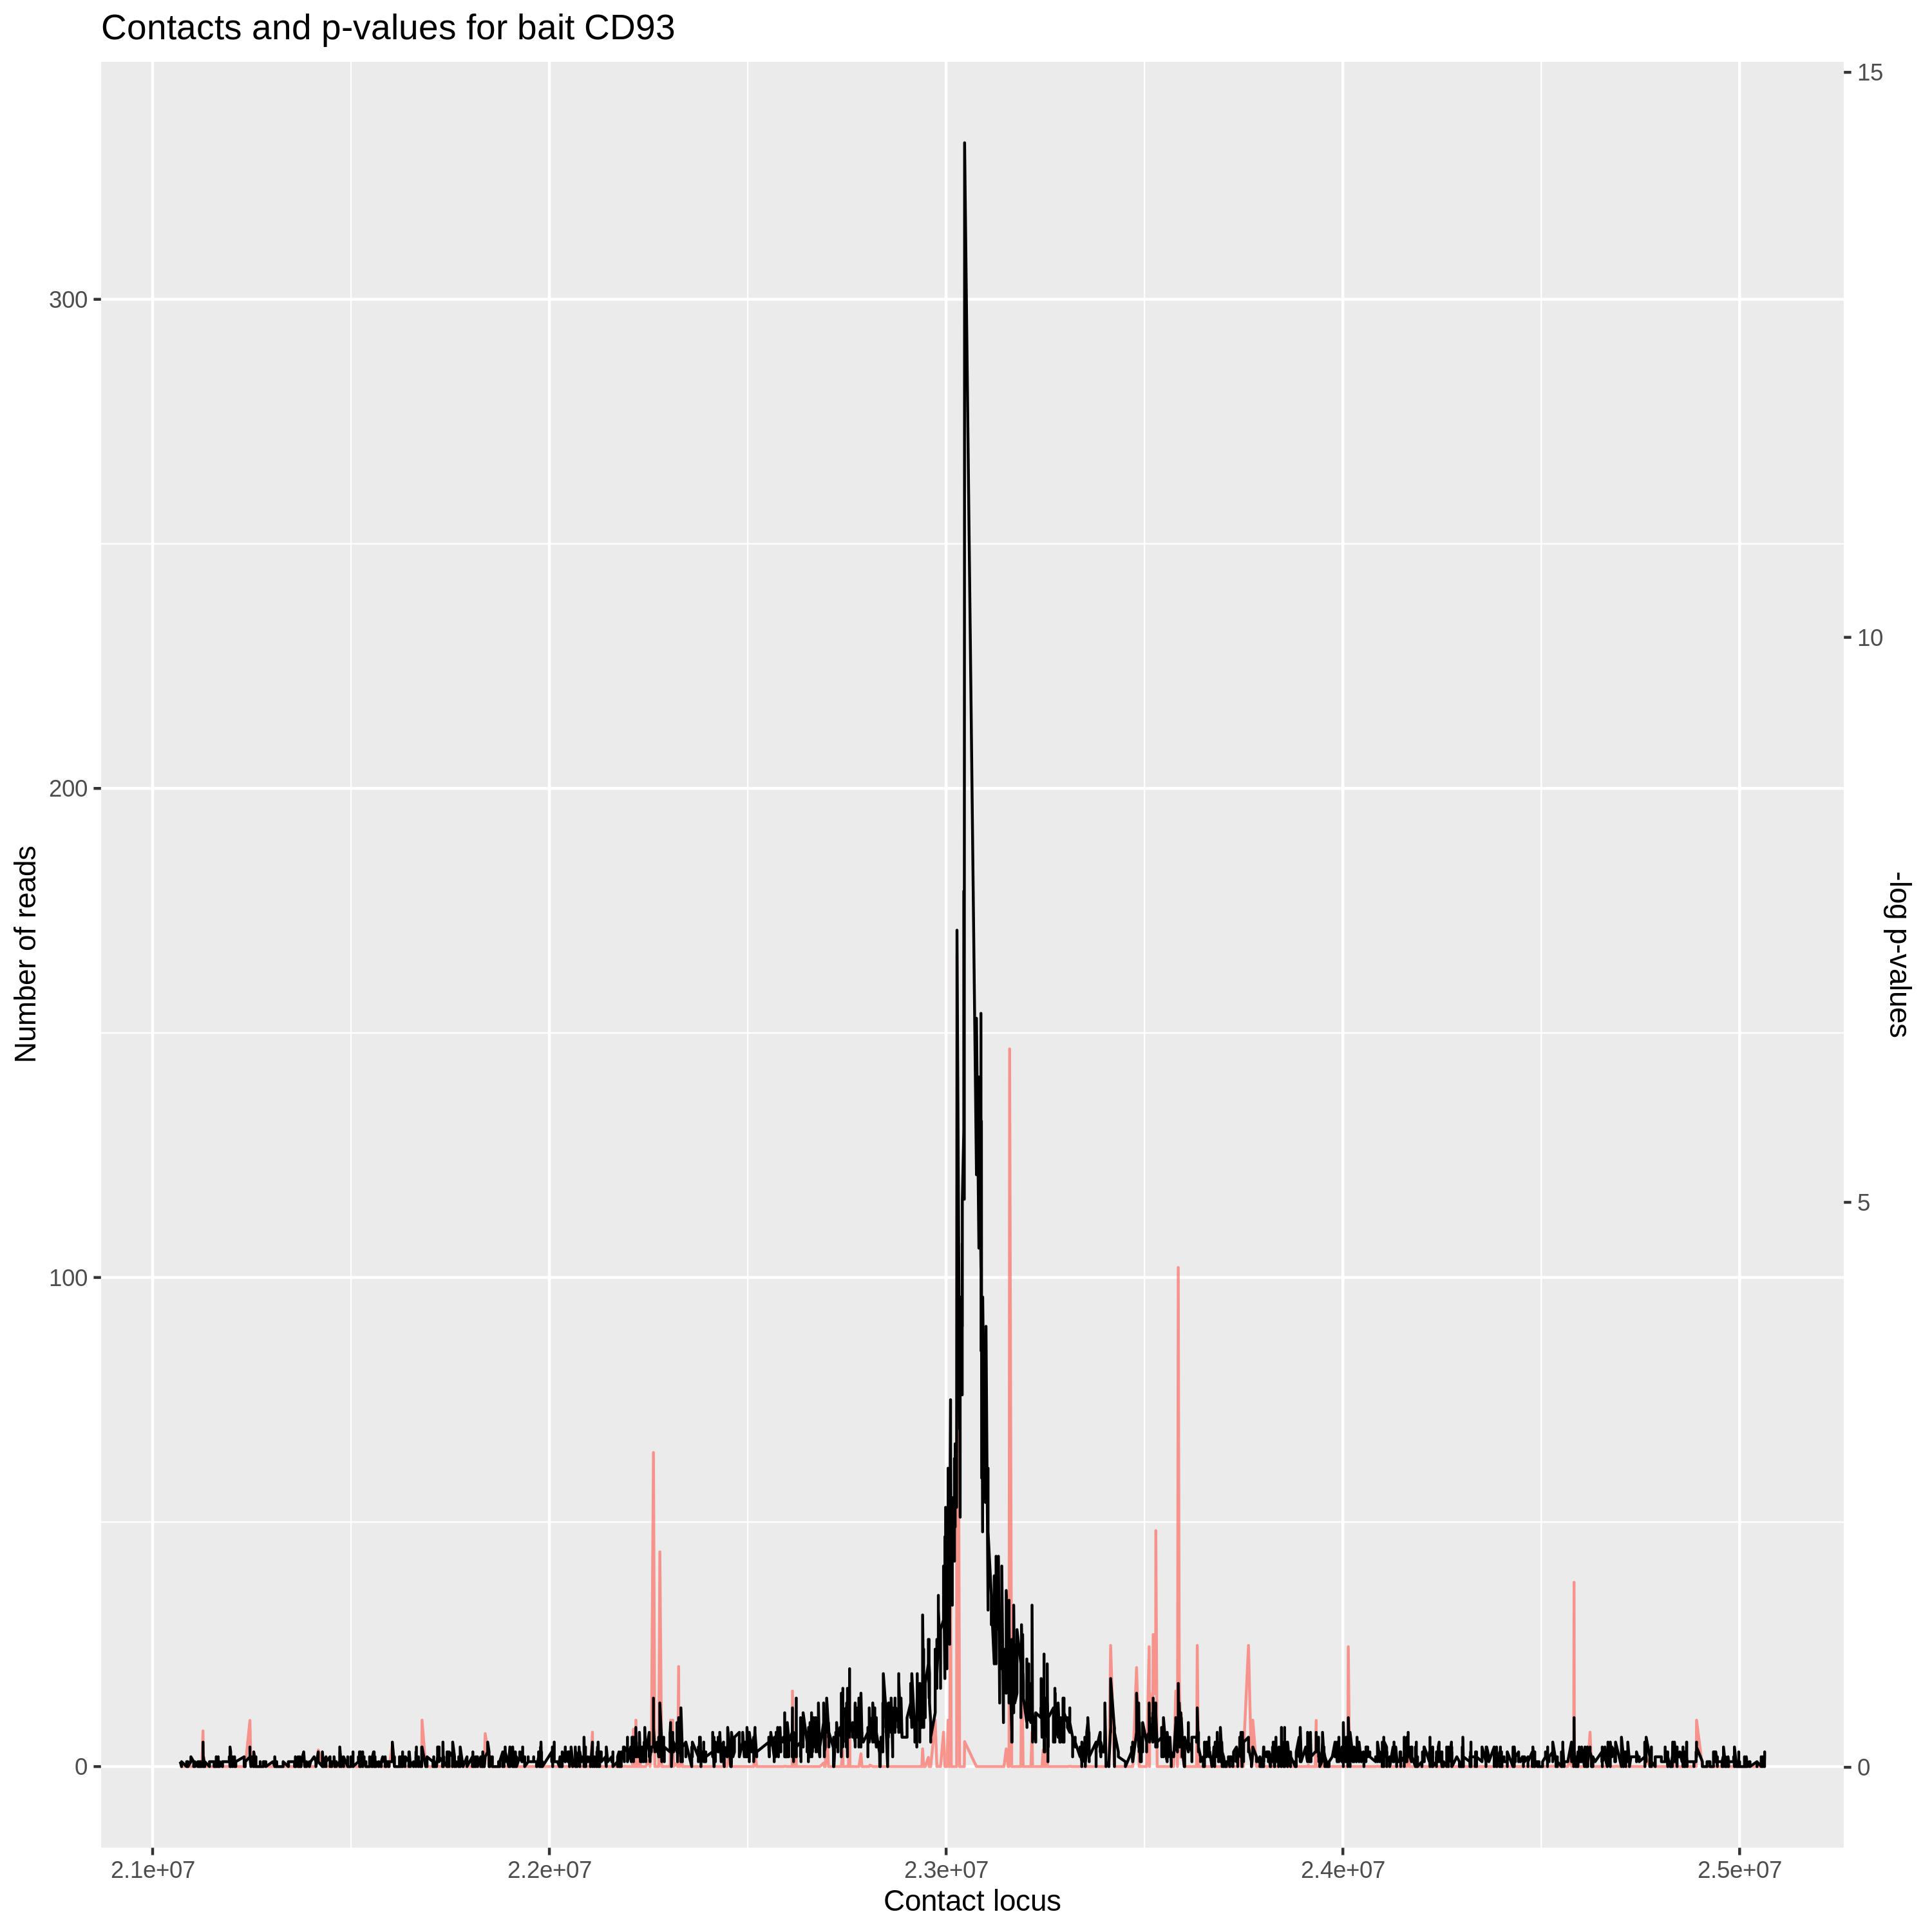 Contacts and p-values for bait CD93
Number of reads
300
200
100
0
15
10
5
0
-log p-values
2.1e+07
2.2e+07
2.3e+07
2.4e+07
2.5e+07
Contact locus